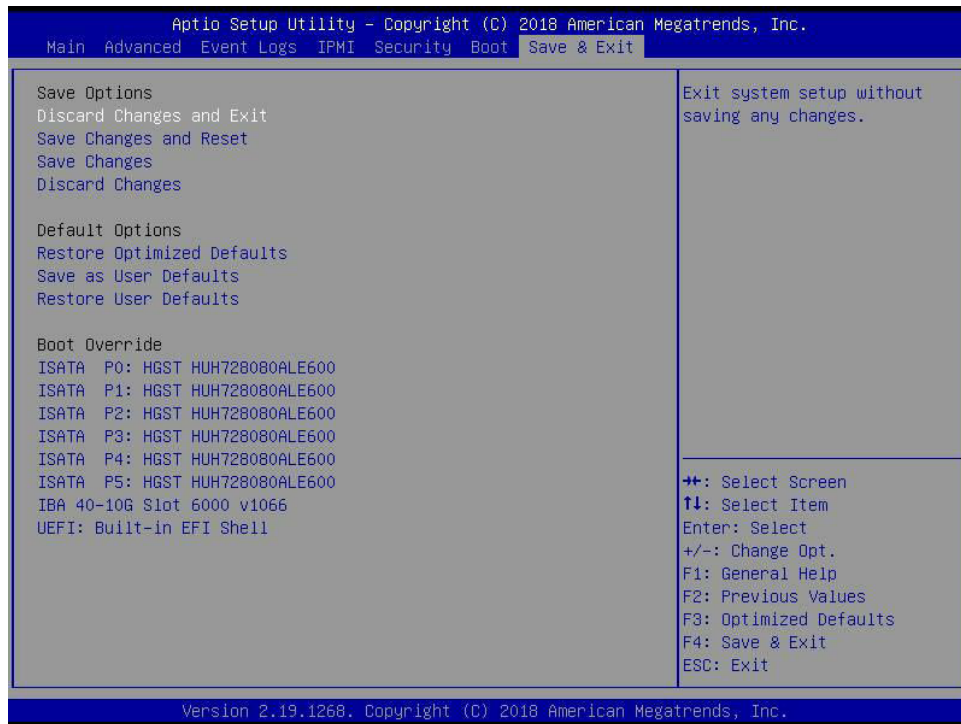 Aptio Setup Utility – Copyright (C) 2018 American Megatrends, Inc.
Main Advanced Event Logs IPMI Security Boot Save & Exit
Save Options
Discard Changes and Exit
Save Changes and Reset
Save Changes
Discard Changes
Default Options
Restore Optimized Defaults
Save as User Defaults
Restore User Defaults
Boot Override
ISATA P0: HGST HUH728080ALE600
ISATA P1: HGST HUH728080ALE600
ISATA P2: HGST HUH728080ALE600
ISATA P3: HGST HUH728080ALE600
ISATA P4: HGST HUH728080ALE600
ISATA P5: HGST HUH728080ALE600
IBA 40-10G Slot 6000 v1066
UEFI: Built-in EFI Shell
Exit system setup without
saving any changes.
→←: Select Screen
↑↓: Select Item
Enter: Select
+/-: Change Opt.
F1: General Help
F2: Previous Values
F3: Optimized Defaults
F4: Save & Exit
ESC: Exit
Version 2.19.1268. Copyright (C) 2018 American Megatrends, Inc.